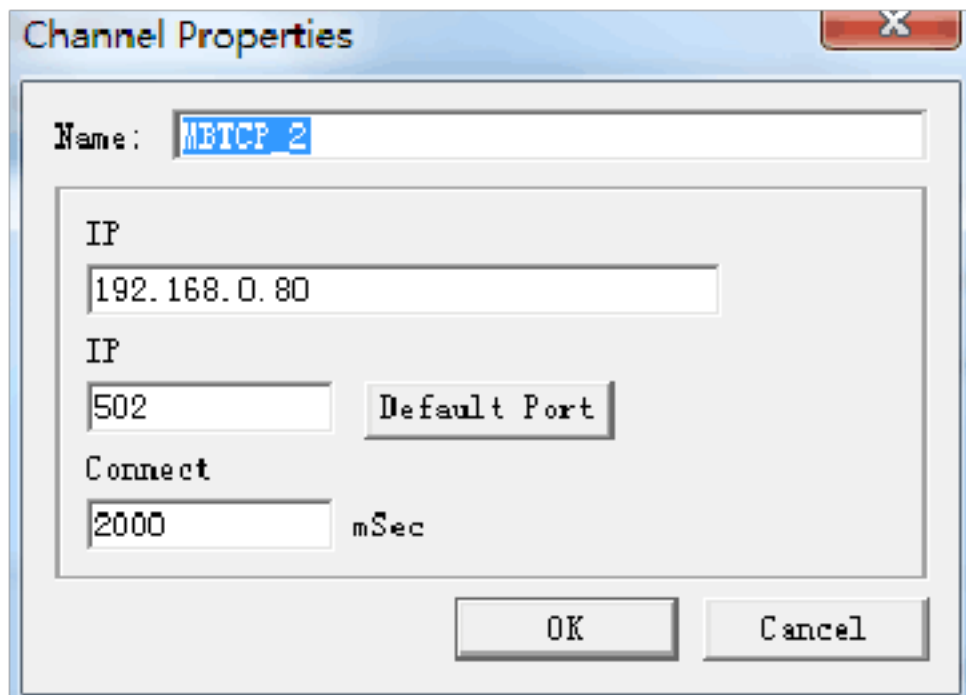 Channel Properties
Name: MBTCP_2
IP
192.168.0.80
IP
502 Default Port
Connect
2000 mSec
OK Cancel